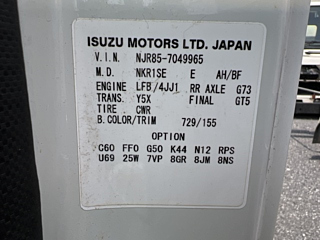 ISUZU MOTORS LTD. JAPAN
V.I.N. NJR85-7049965
M.D. NKR1SE E AH/BF
ENGINE LFB /4JJ1 RR AXLE G73
TRANS. Y5X FINAL GT5
TIRE CWR
B.COLOR/TRIM 729/155
OPTION
C60 FF0 G50 K44 N12 RPS
U69 25W 7VP 8GR 8JM 8NS